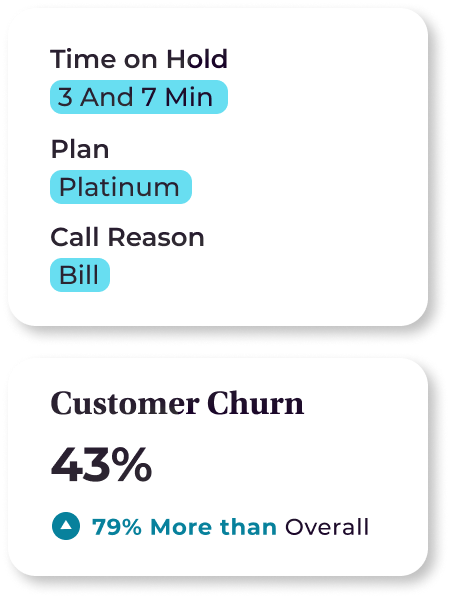 Time on Hold
3 And 7 Min
Plan
Platinum
Call Reason
Bill
Customer Churn
43%
79% More than Overall